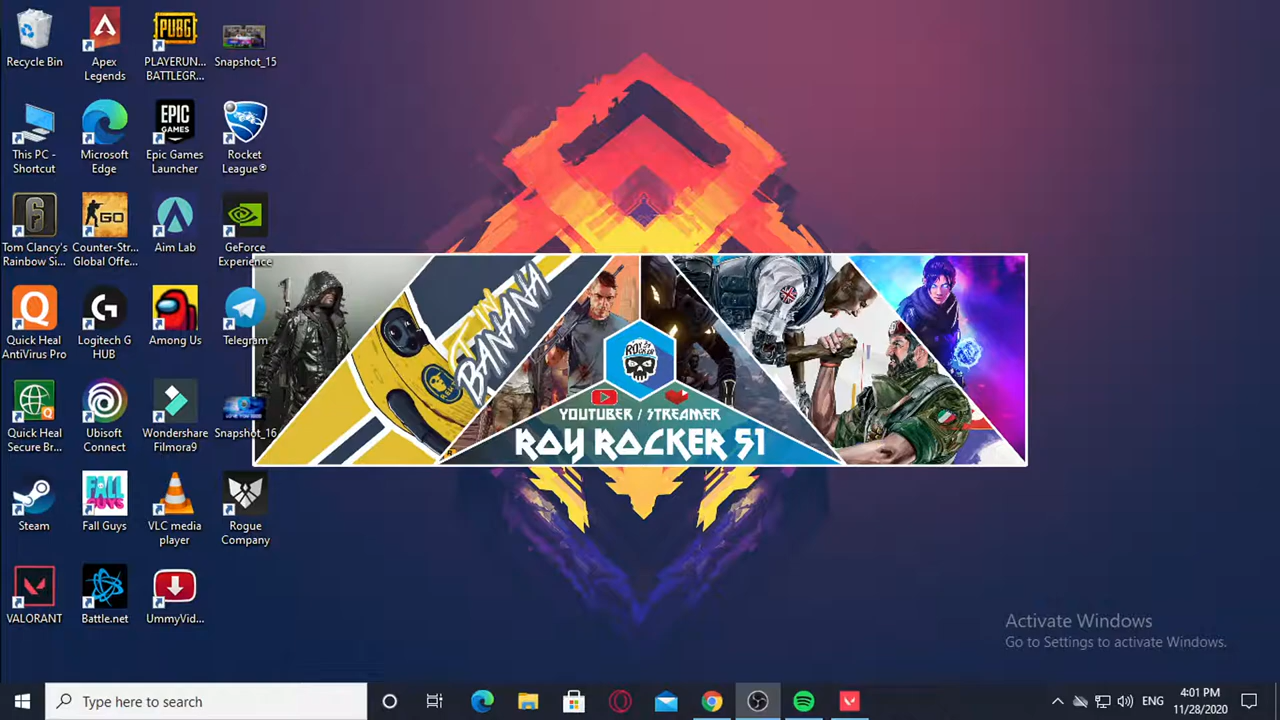 Recycle Bin
Apex
Legends
PUBG
PLAYERUN...
BATTLEGR...
Snapshot_15
This PC -
Shortcut
Microsoft
Edge
EPIC
GAMES
Epic Games
Launcher
Rocket
League®
6
Tom Clancy's
Rainbow Si...
GO
Counter-Str...
Global Offe...
Aim Lab
GeForce
Experience
Q
Quick Heal
AntiVirus Pro
G
Logitech G
HUB
Among Us
Telegram
Quick Heal
Secure Br...
Ubisoft
Connect
Wondershare
Filmora9
Snapshot_16
Steam
FALL
GUYS
Fall Guys
VLC media
player
Rogue
Company
VALORANT
Battle.net
UmmyVid...
BANANA
YOUTUBER / STREAMER
ROY ROCKER 51
Activate Windows
Go to Settings to activate Windows.
Type here to search
ENG
4:01 PM
11/28/2020